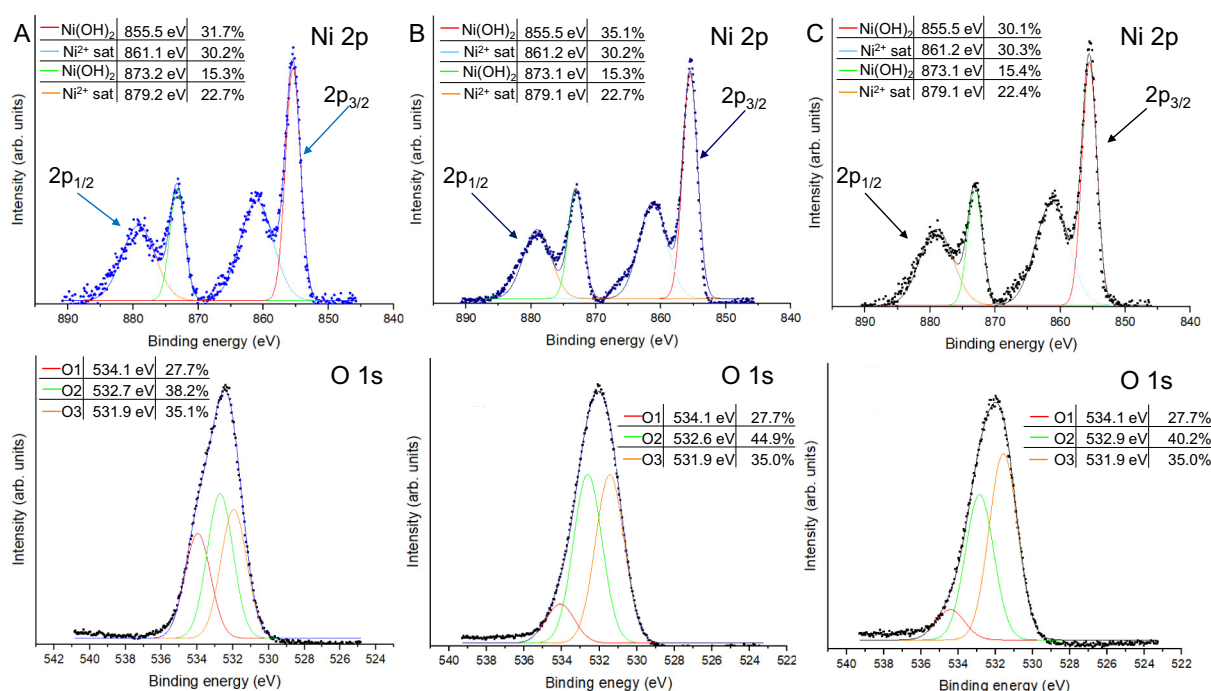 A
Ni(OH)₂ 855.5 eV 31.7%
Ni²⁺ sat 861.1 eV 30.2%
Ni(OH)₂ 873.2 eV 15.3%
Ni²⁺ sat 879.2 eV 22.7%
Ni 2p
2p₃/₂
2p₁/₂
Intensity (arb. units)
890 880 870 860 850 840
Binding energy (eV)
B
Ni(OH)₂ 855.5 eV 35.1%
Ni²⁺ sat 861.2 eV 30.2%
Ni(OH)₂ 873.1 eV 15.3%
Ni²⁺ sat 879.1 eV 22.7%
Ni 2p
2p₃/₂
2p₁/₂
Intensity (arb. units)
890 880 870 860 850 840
Binding energy (eV)
C
Ni(OH)₂ 855.5 eV 30.1%
Ni²⁺ sat 861.2 eV 30.3%
Ni(OH)₂ 873.1 eV 15.4%
Ni²⁺ sat 879.1 eV 22.4%
Ni 2p
2p₃/₂
2p₁/₂
Intensity (arb. units)
890 880 870 860 850 840
Binding energy (eV)
O1 534.1 eV 27.7%
O2 532.7 eV 38.2%
O3 531.9 eV 35.1%
O 1s
Intensity (arb. units)
542 540 538 536 534 532 530 528 526 524
Binding energy (eV)
O 1s
O1 534.1 eV 27.7%
O2 532.6 eV 44.9%
O3 531.9 eV 35.0%
Intensity (arb. units)
540 538 536 534 532 530 528 526 524 522
Binding energy (eV)
O 1s
O1 534.1 eV 27.7%
O2 532.9 eV 40.2%
O3 531.9 eV 35.0%
Intensity (arb. units)
540 538 536 534 532 530 528 526 524 522
Binding energy (eV)